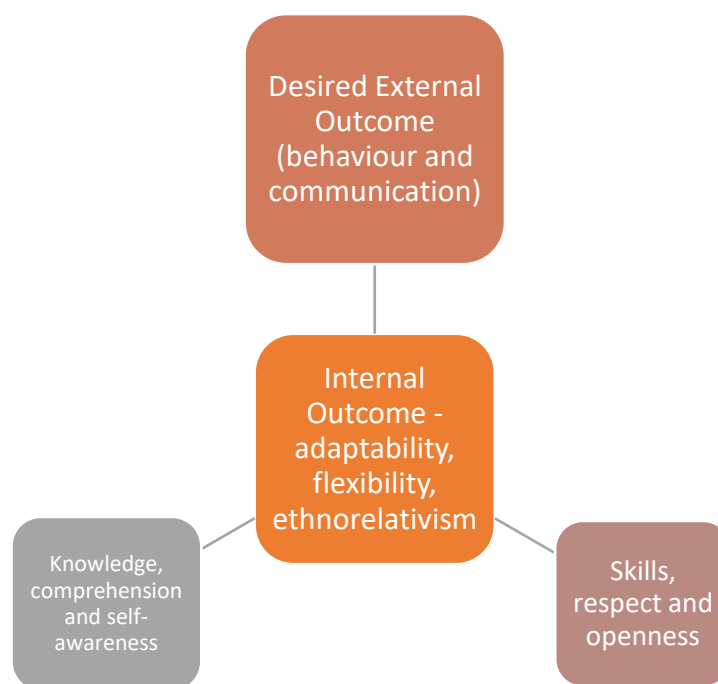 Desired External
Outcome
(behaviour and
communication)
Internal
Outcome -
adaptability,
flexibility,
ethnorelativism
Knowledge,
comprehension
and self-
awareness
Skills,
respect and
openness